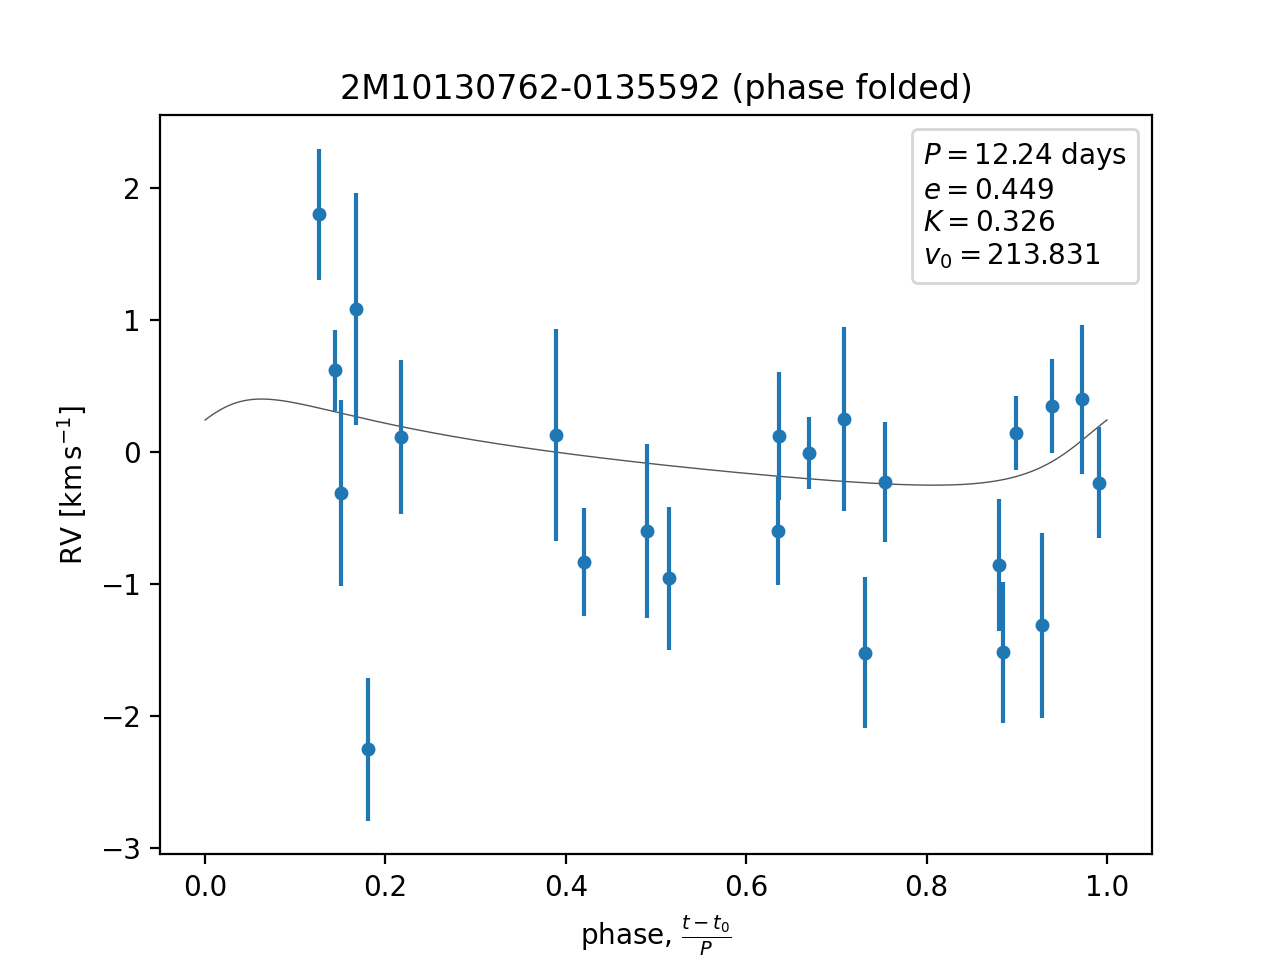 2M10130762-0135592 (phase folded)
P = 12.24 days
e = 0.449
K = 0.326
v₀ = 213.831
2
1
0
−1
−2
−3
RV [km s⁻¹]
0.0 0.2 0.4 0.6 0.8 1.0
phase, (t − t₀)/P